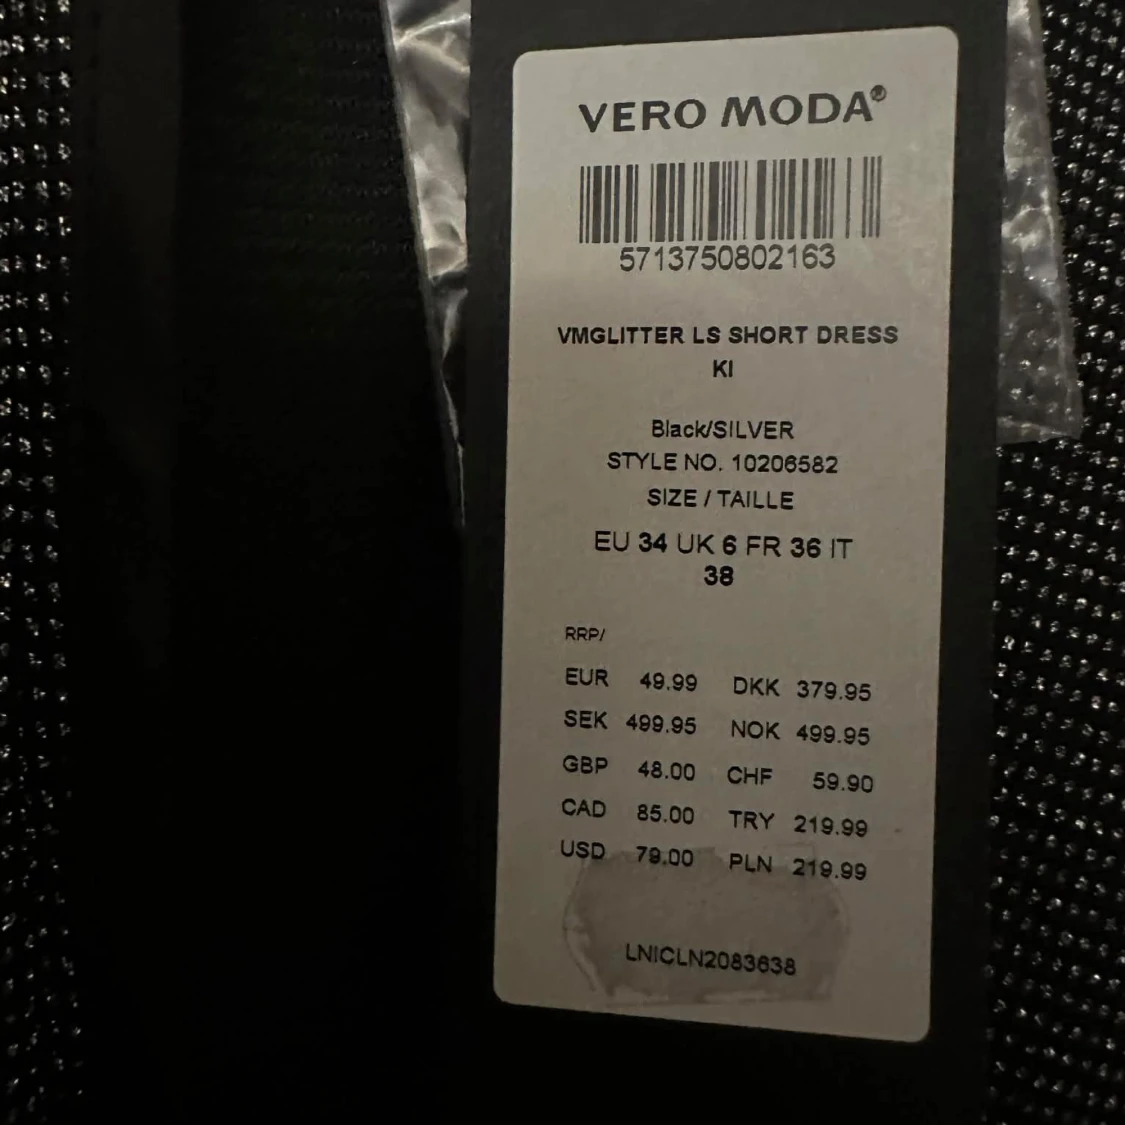 VERO MODA®
5713750802163
VMGLITTER LS SHORT DRESS
KI
Black/SILVER
STYLE NO. 10206582
SIZE / TAILLE
EU 34 UK 6 FR 36 IT
38
RRP/
EUR 49.99 DKK 379.95
SEK 499.95 NOK 499.95
GBP 48.00 CHF 59.90
CAD 85.00 TRY 219.99
USD 79.00 PLN 219.99
LNICLN2083638